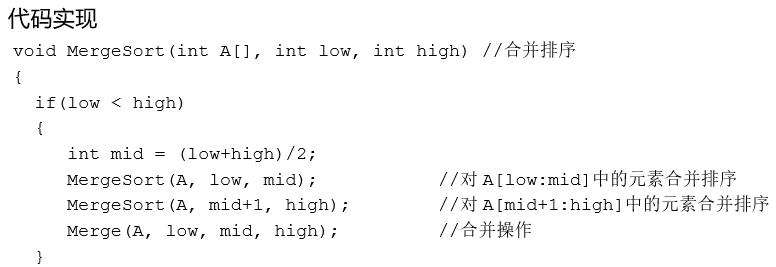 代码实现
void MergeSort(int A[], int low, int high) //合并排序
{
  if(low < high)
  {
     int mid = (low+high)/2;
     MergeSort(A, low, mid);           //对A[low:mid]中的元素合并排序
     MergeSort(A, mid+1, high);        //对A[mid+1:high]中的元素合并排序
     Merge(A, low, mid, high);         //合并操作
  }